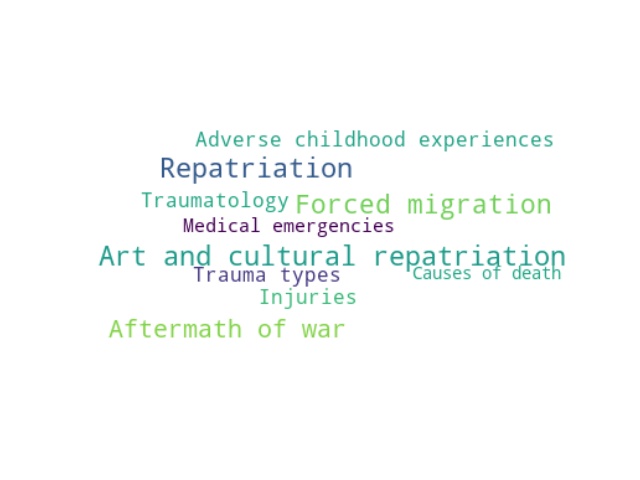 Adverse childhood experiences
Repatriation
Traumatology
Forced migration
Medical emergencies
Art and cultural repatriation
Trauma types
Causes of death
Injuries
Aftermath of war